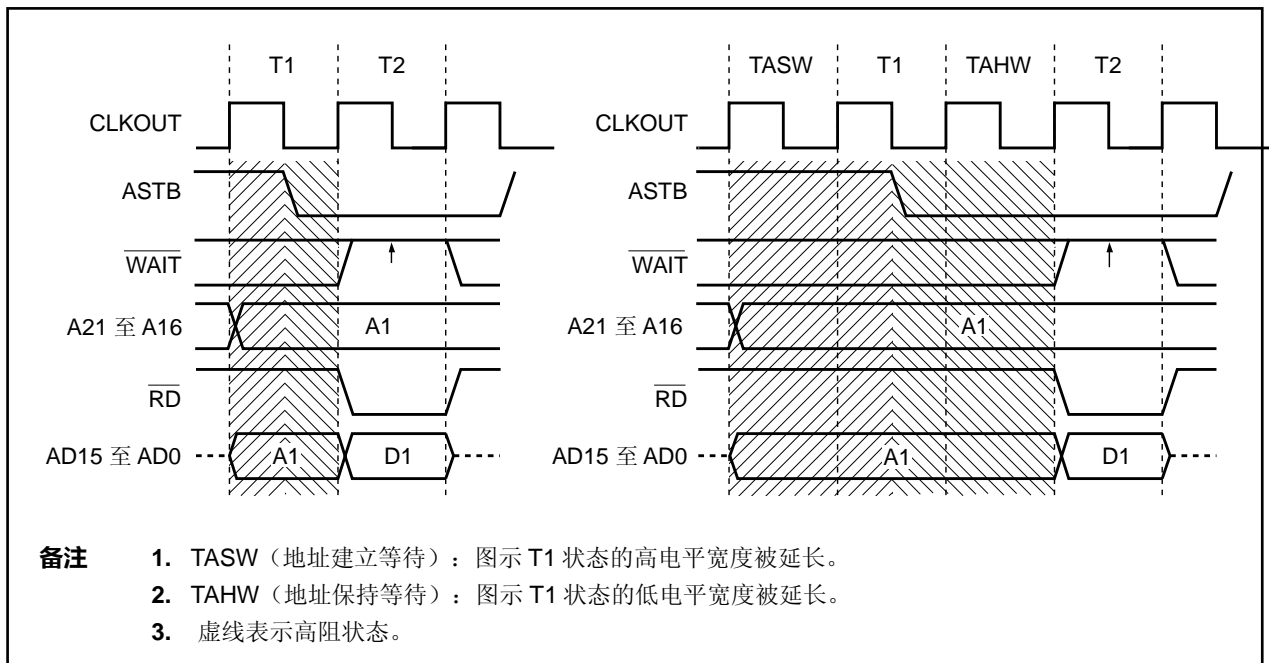 T1 T2
CLKOUT
ASTB
WAIT
A21 至 A16 A1
RD
AD15 至 AD0 A1 D1
TASW T1 TAHW T2
CLKOUT
ASTB
WAIT
A21 至 A16 A1
RD
AD15 至 AD0 A1 D1
备注 1. TASW（地址建立等待）：图示 T1 状态的高电平宽度被延长。
2. TAHW（地址保持等待）：图示 T1 状态的低电平宽度被延长。
3. 虚线表示高阻状态。